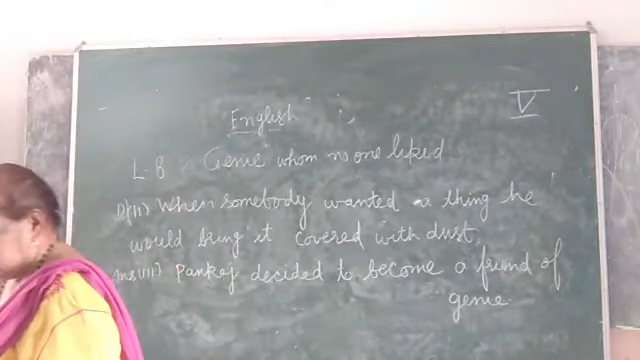 English
V
L-8 Genie whom no one liked
(ii) When somebody wanted a thing he
would bring it covered with dust.
Ans(iii) Pankaj decided to become a friend of
genie.